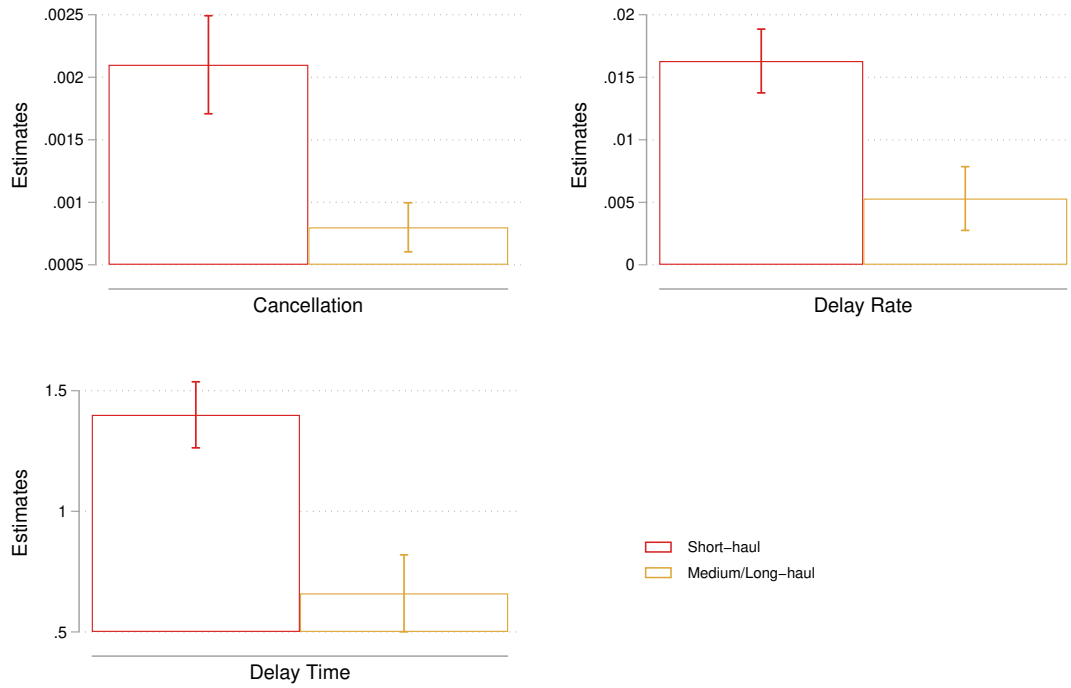 .0025
.002
.0015
.001
.0005
Estimates
Cancellation
.02
.015
.01
.005
0
Estimates
Delay Rate
1.5
1
.5
Estimates
Delay Time
Short−haul
Medium/Long−haul